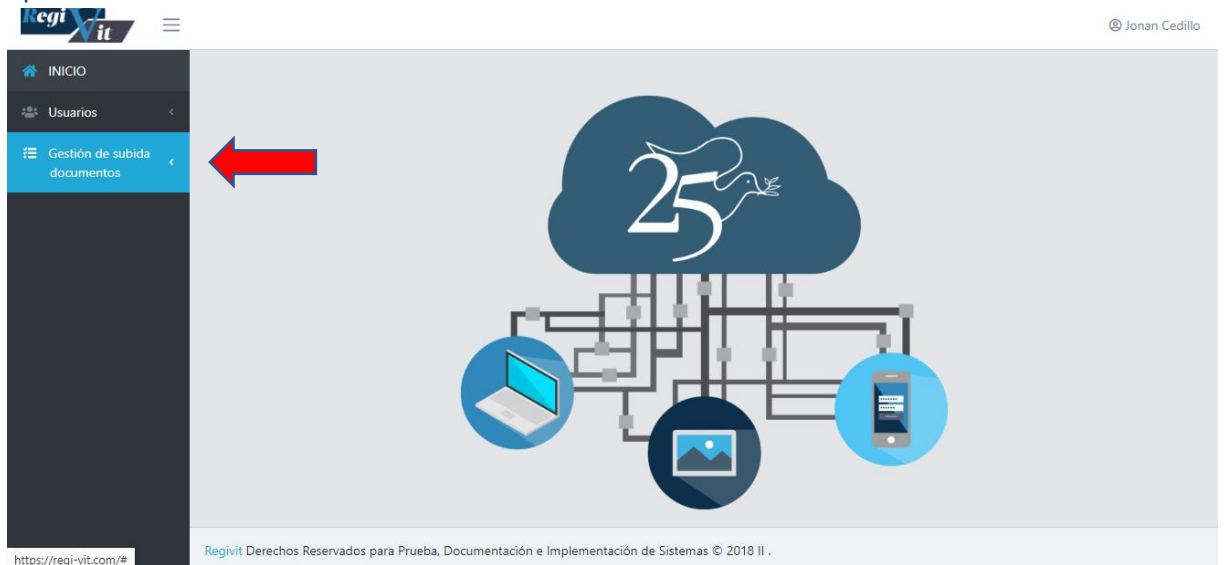 Regi
Vit
Jonan Cedillo
INICIO
Usuarios
Gestión de subida
documentos
25
Regivit Derechos Reservados para Prueba, Documentación e Implementación de Sistemas © 2018 II .
https://regi-vit.com/#